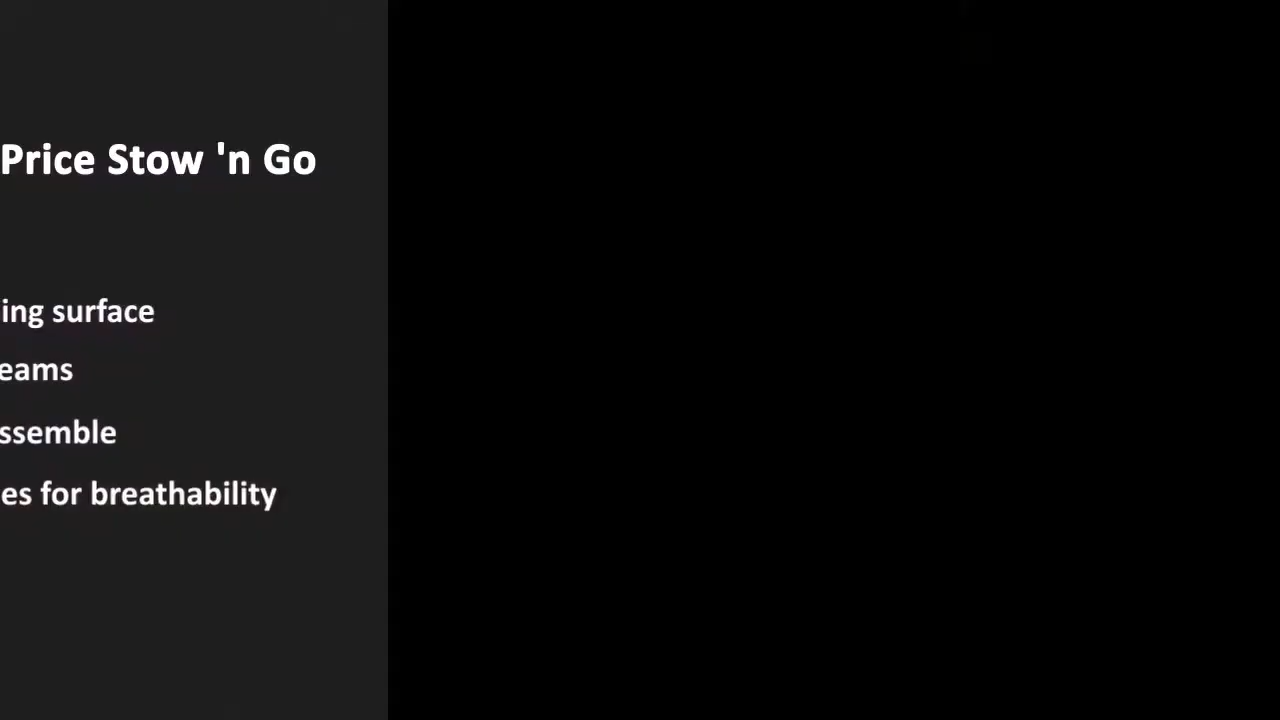 Price Stow 'n Go
ing surface
eams
ssemble
es for breathability